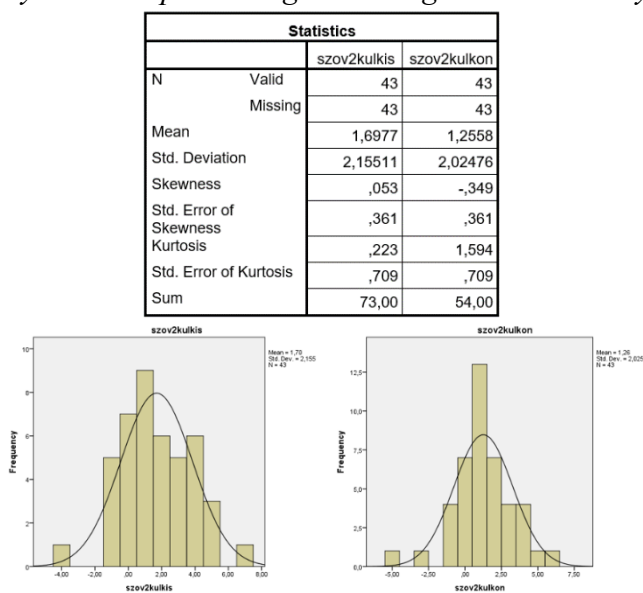 Statistics
szov2kulkis szov2kulkon
N Valid 43 43
Missing 43 43
Mean 1,6977 1,2558
Std. Deviation 2,15511 2,02476
Skewness ,053 -,349
Std. Error of Skewness ,361 ,361
Kurtosis ,223 1,594
Std. Error of Kurtosis ,709 ,709
Sum 73,00 54,00
szov2kulkis
Mean = 1,70
Std. Dev. = 2,155
N = 43
Frequency
10
8
6
4
2
0
-4,00 -2,00 ,00 2,00 4,00 6,00 8,00
szov2kulkis
szov2kulkon
Mean = 1,26
Std. Dev. = 2,025
N = 43
Frequency
12,5
10,0
7,5
5,0
2,5
0,0
-5,00 -2,50 ,00 2,50 5,00 7,50
szov2kulkon